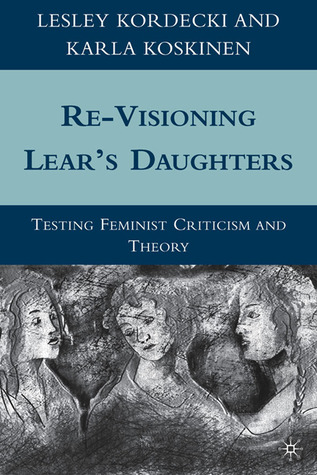 LESLEY KORDECKI AND
KARLA KOSKINEN
RE-VISIONING
LEAR'S DAUGHTERS
TESTING FEMINIST CRITICISM AND
THEORY